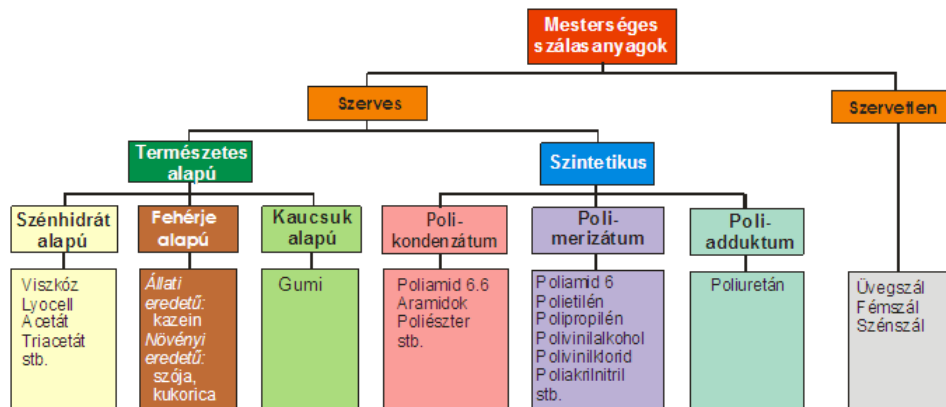 Mesterséges
szálasanyagok
Szerves
Szervetlen
Természetes
alapú
Szintetikus
Szénhidrát
alapú
Fehérje
alapú
Kaucsuk
alapú
Poli-
kondenzátum
Poli-
merizátum
Poli-
adduktum
Viszkóz
Lyocell
Acetát
Triacetát
stb.
Állati
eredetű:
kazein
Növényi
eredetű:
szója,
kukorica
Gumi
Poliamid 6.6
Aramidok
Poliészter
stb.
Poliamid 6
Polietilén
Polipropilén
Polivinilalkohol
Polivinilklorid
Poliakrilnitril
stb.
Poliuretán
Üvegszál
Fémszál
Szénszál